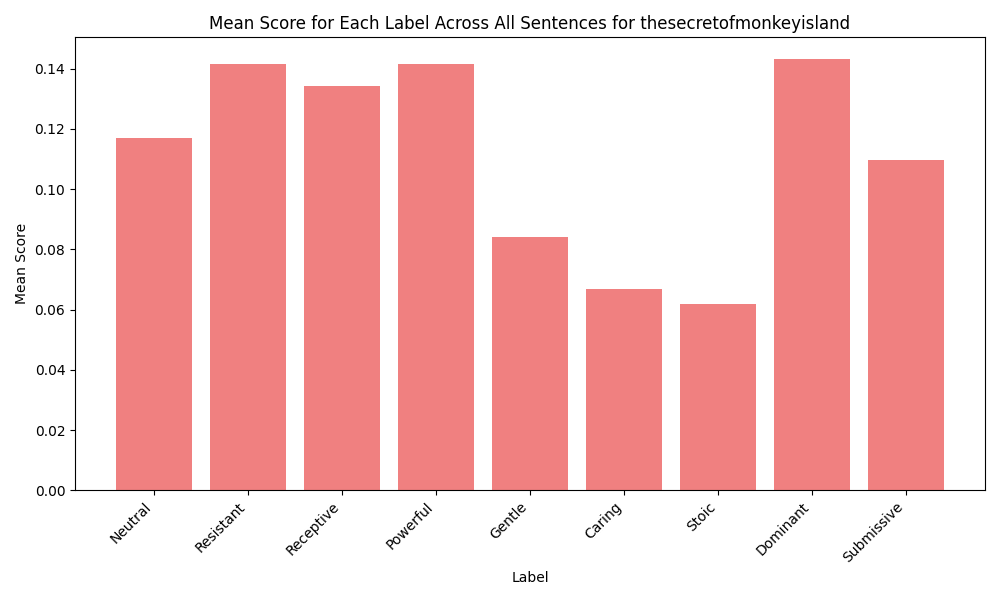 Mean Score for Each Label Across All Sentences for thesecretofmonkeyisland
Mean Score
0.14
0.12
0.10
0.08
0.06
0.04
0.02
0.00
Neutral
Resistant
Receptive
Powerful
Gentle
Caring
Stoic
Dominant
Submissive
Label